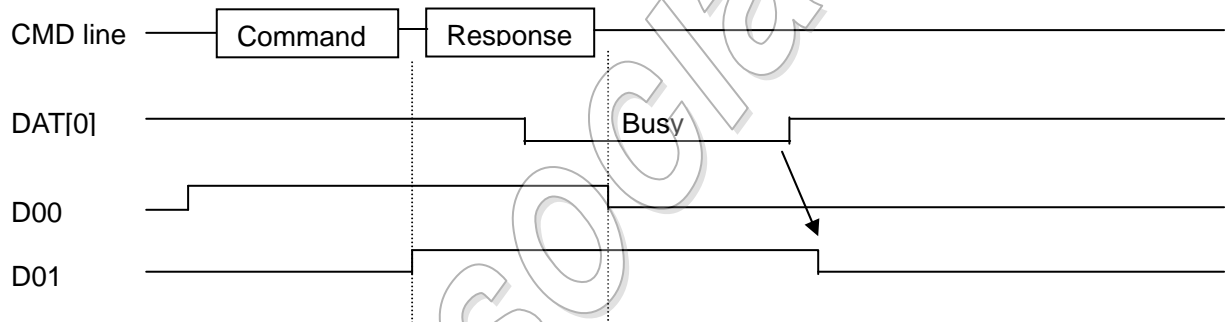 CMD line Command Response
DAT[0] Busy
D00
D01